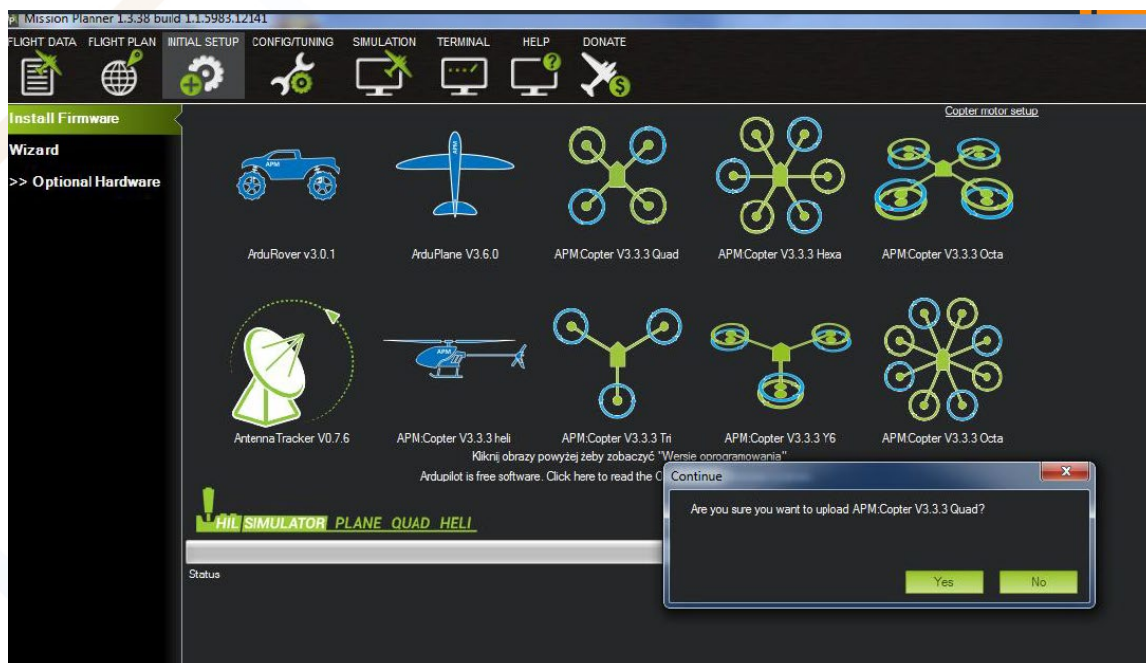 Mission Planner 1.3.38 build 1.1.5983.12141
FLIGHT DATA FLIGHT PLAN INITIAL SETUP CONFIG/TUNING SIMULATION TERMINAL HELP DONATE
Install Firmware
Wizard
>> Optional Hardware
Copter motor setup
APM
APM
ArduRover v3.0.1 ArduPlane V3.6.0 APM:Copter V3.3.3 Quad APM:Copter V3.3.3 Hexa APM:Copter V3.3.3 Octa
APM
AntennaTracker V0.7.6 APM:Copter V3.3.3 heli APM:Copter V3.3.3 Tri APM:Copter V3.3.3 Y6 APM:Copter V3.3.3 Octa
Kliknij obrazy powyżej żeby zobaczyć "Wersie oprogramowania"
Ardupilot is free software. Click here to read the
Continue
Are you sure you want to upload APM:Copter V3.3.3 Quad?
Yes No
HIL SIMULATOR PLANE QUAD HELI
Status